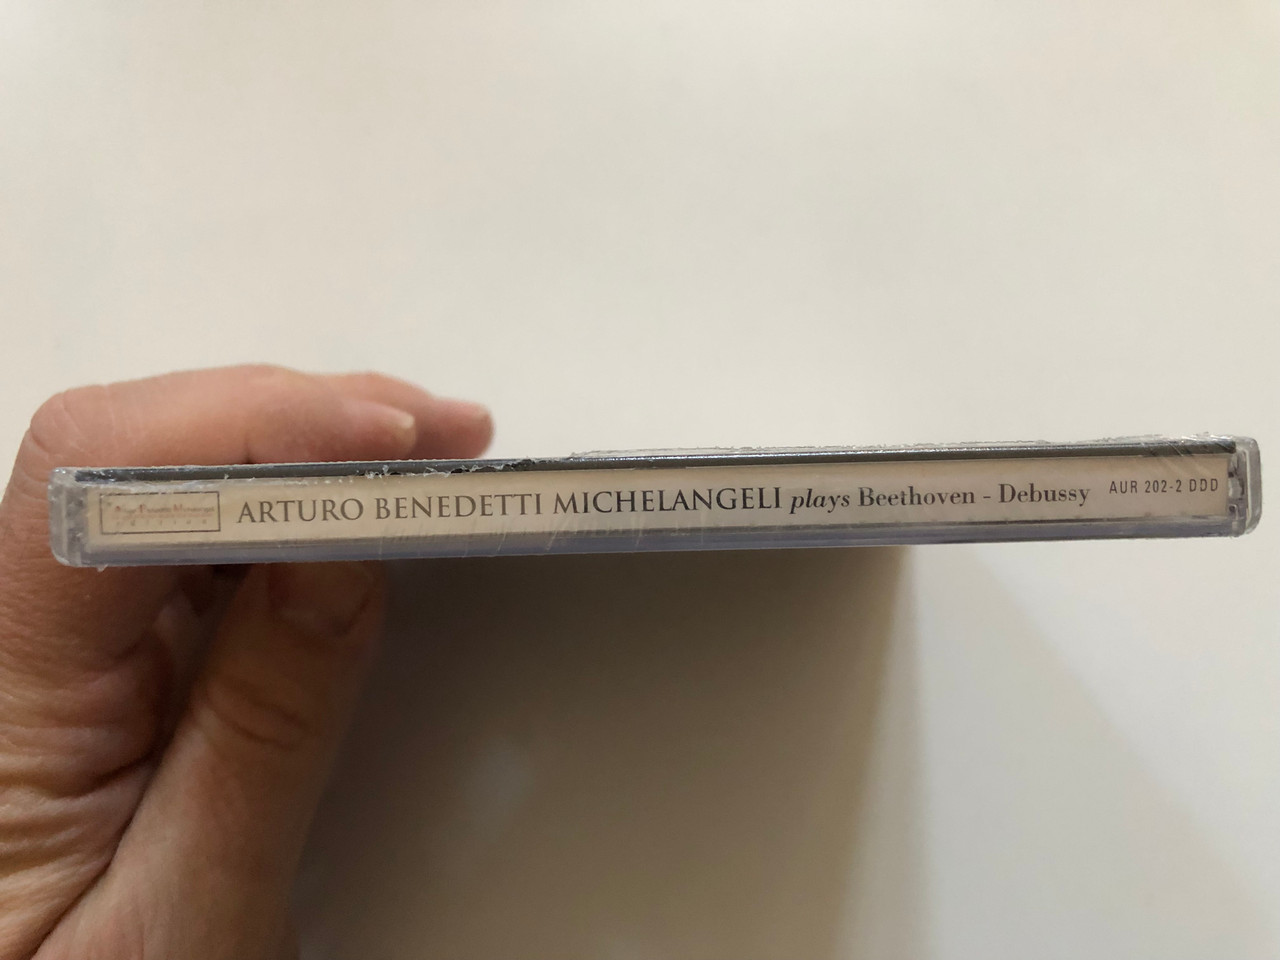 ARTURO BENEDETTI MICHELANGELI plays Beethoven - Debussy AUR 202-2 DDD